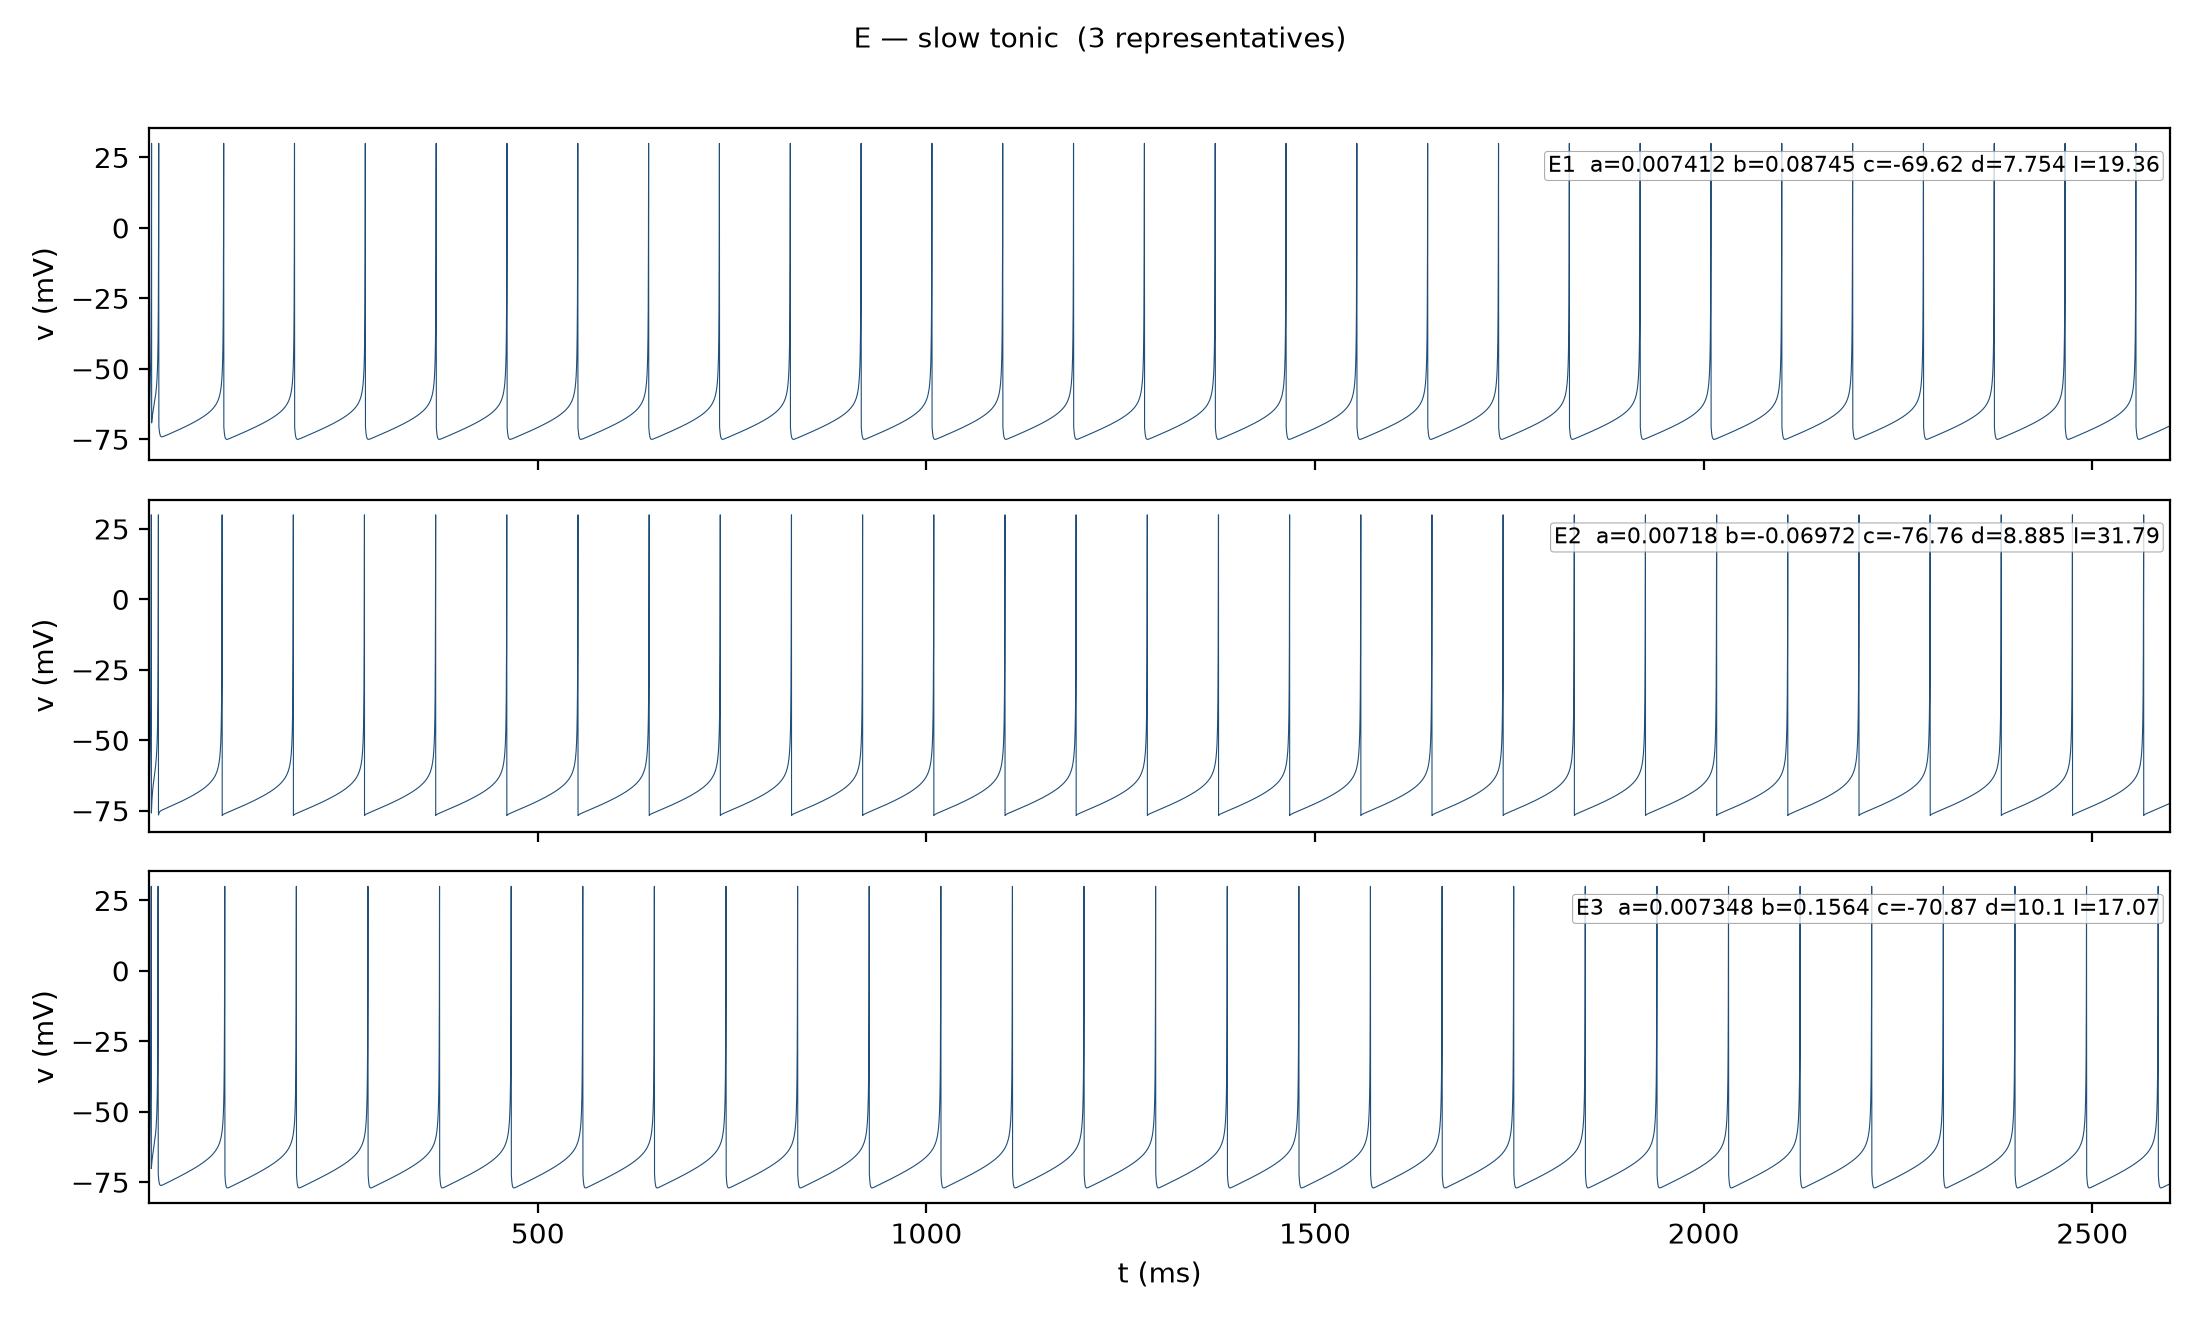 E — slow tonic (3 representatives)
25
0
−25
−50
−75
v (mV)
E1 a=0.007412 b=0.08745 c=-69.62 d=7.754 I=19.36
25
0
−25
−50
−75
v (mV)
E2 a=0.00718 b=-0.06972 c=-76.76 d=8.885 I=31.79
25
0
−25
−50
−75
v (mV)
E3 a=0.007348 b=0.1564 c=-70.87 d=10.1 I=17.07
500 1000 1500 2000 2500
t (ms)